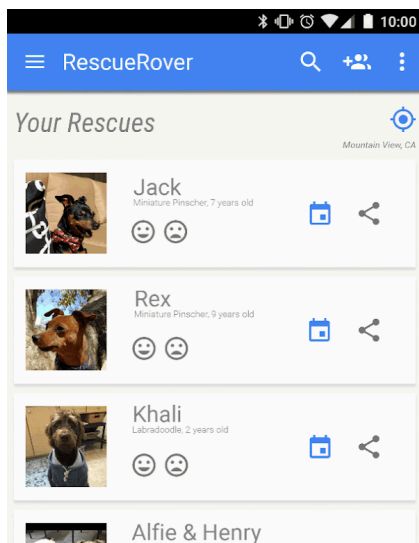 10:00
RescueRover
Your Rescues
Mountain View, CA
Jack
Miniature Pinscher, 7 years old
Rex
Miniature Pinscher, 9 years old
Khali
Labradoodle, 2 years old
Alfie & Henry